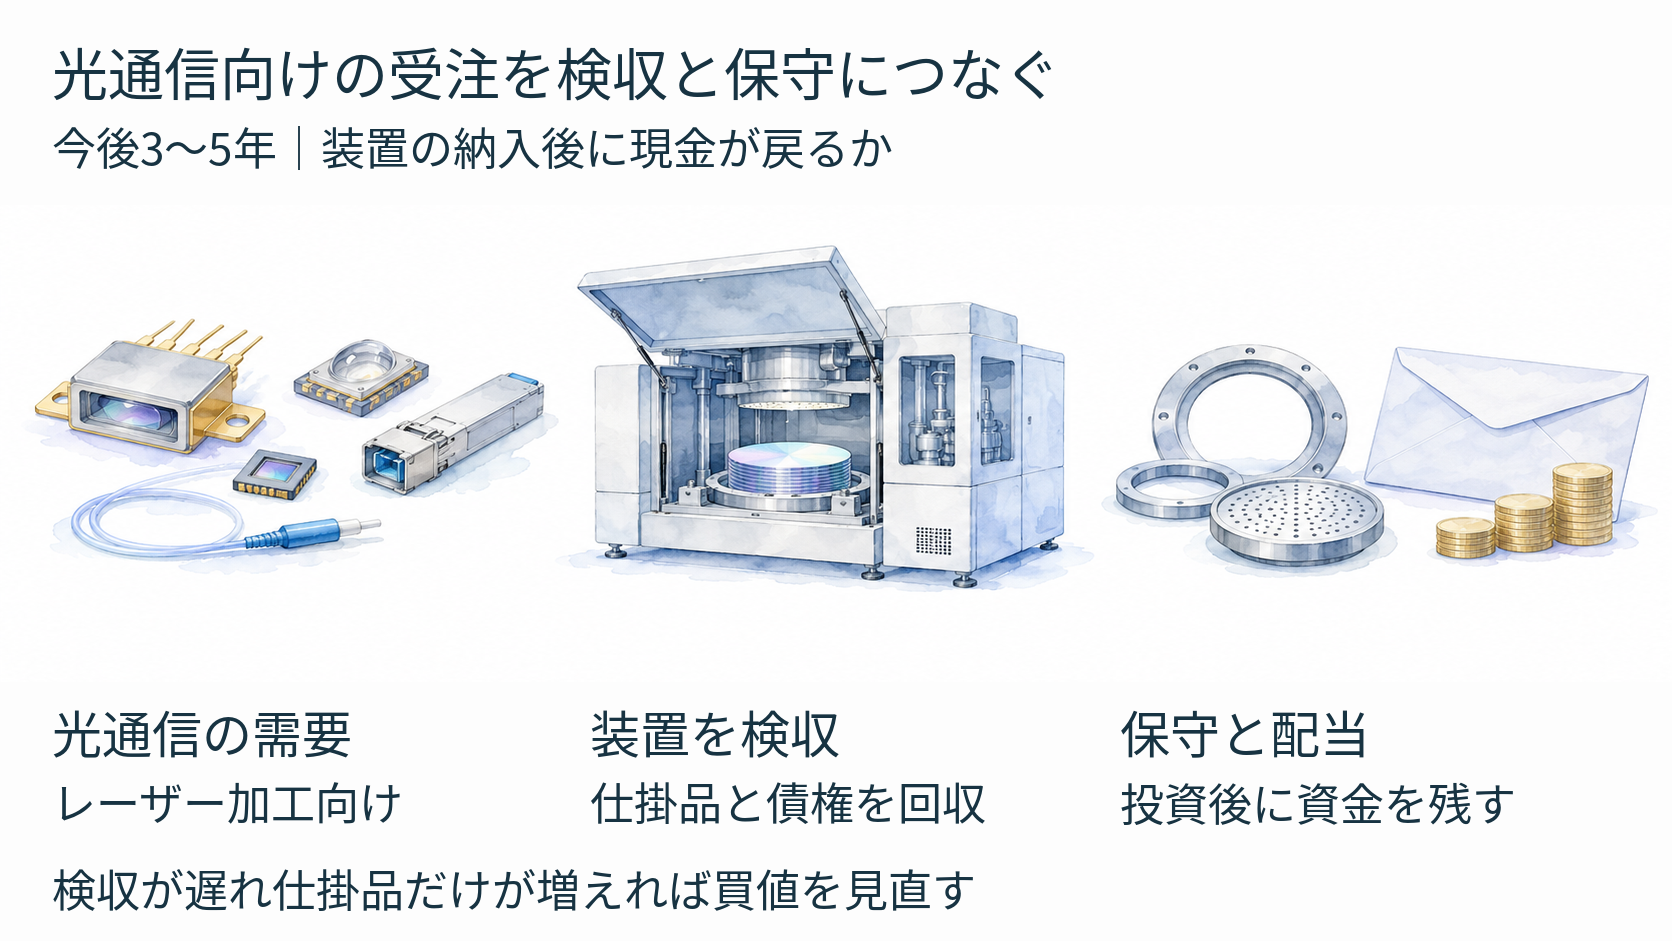 光通信向けの受注を検収と保守につなぐ
今後3〜5年｜装置の納入後に現金が戻るか
光通信の需要
レーザー加工向け
装置を検収
仕掛品と債権を回収
保守と配当
投資後に資金を残す
検収が遅れ仕掛品だけが増えれば買値を見直す